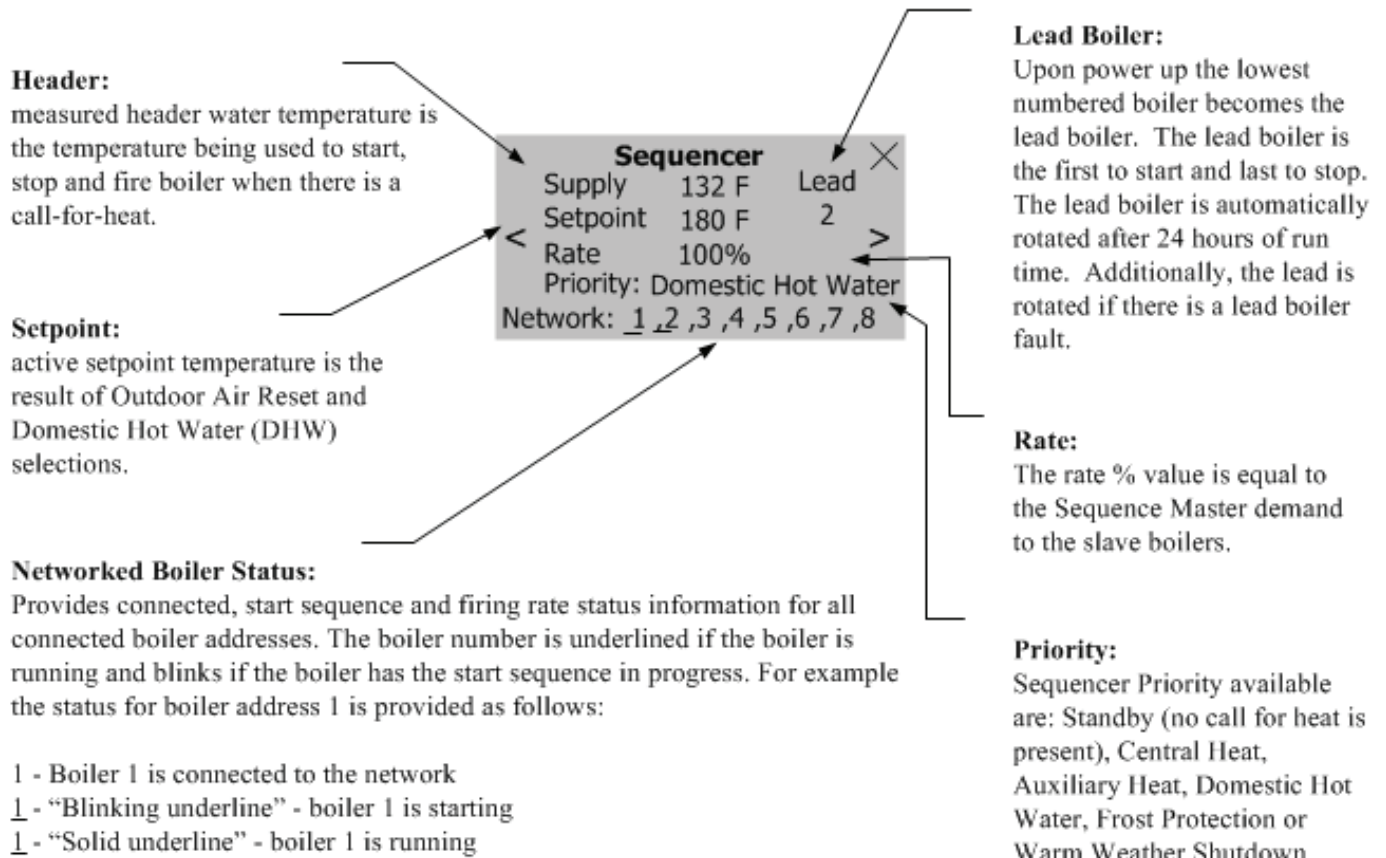 Header:
measured header water temperature is
the temperature being used to start,
stop and fire boiler when there is a
call-for-heat.
Setpoint:
active setpoint temperature is the
result of Outdoor Air Reset and
Domestic Hot Water (DHW)
selections.
Sequencer
Supply 132 F Lead
Setpoint 180 F 2
< >
Rate 100%
Priority: Domestic Hot Water
Network: 1 ,2 ,3 ,4 ,5 ,6 ,7 ,8
Lead Boiler:
Upon power up the lowest
numbered boiler becomes the
lead boiler. The lead boiler is
the first to start and last to stop.
The lead boiler is automatically
rotated after 24 hours of run
time. Additionally, the lead is
rotated if there is a lead boiler
fault.
Rate:
The rate % value is equal to
the Sequence Master demand
to the slave boilers.
Priority:
Sequencer Priority available
are: Standby (no call for heat is
present), Central Heat,
Auxiliary Heat, Domestic Hot
Water, Frost Protection or
Warm Weather Shutdown
Networked Boiler Status:
Provides connected, start sequence and firing rate status information for all
connected boiler addresses. The boiler number is underlined if the boiler is
running and blinks if the boiler has the start sequence in progress. For example
the status for boiler address 1 is provided as follows:
1 - Boiler 1 is connected to the network
1 - “Blinking underline” - boiler 1 is starting
1 - “Solid underline” - boiler 1 is running